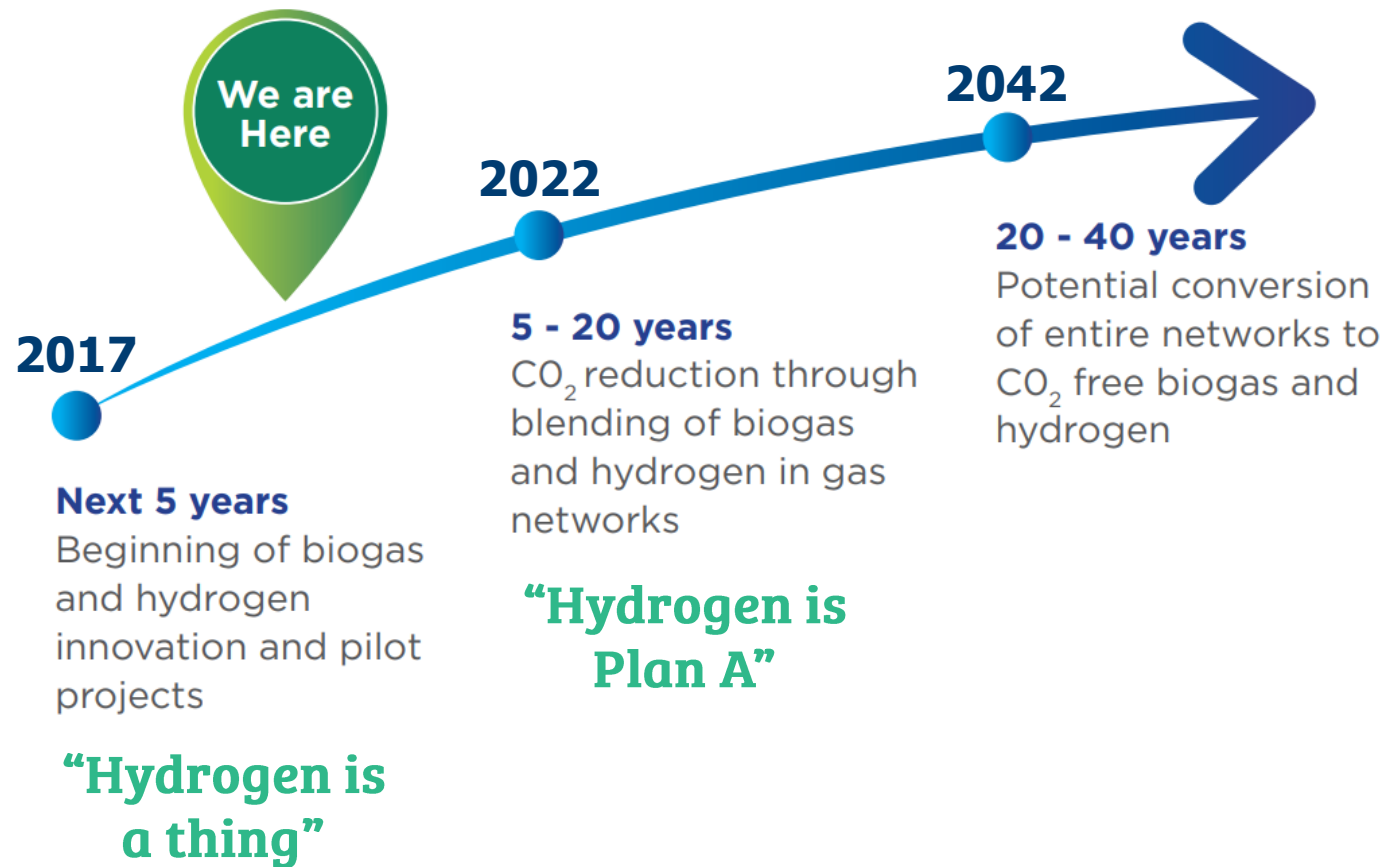 We are
Here
2017
Next 5 years
Beginning of biogas
and hydrogen
innovation and pilot
projects
“Hydrogen is
a thing”
2022
5 - 20 years
CO₂ reduction through
blending of biogas
and hydrogen in gas
networks
“Hydrogen is
Plan A”
2042
20 - 40 years
Potential conversion
of entire networks to
CO₂ free biogas and
hydrogen